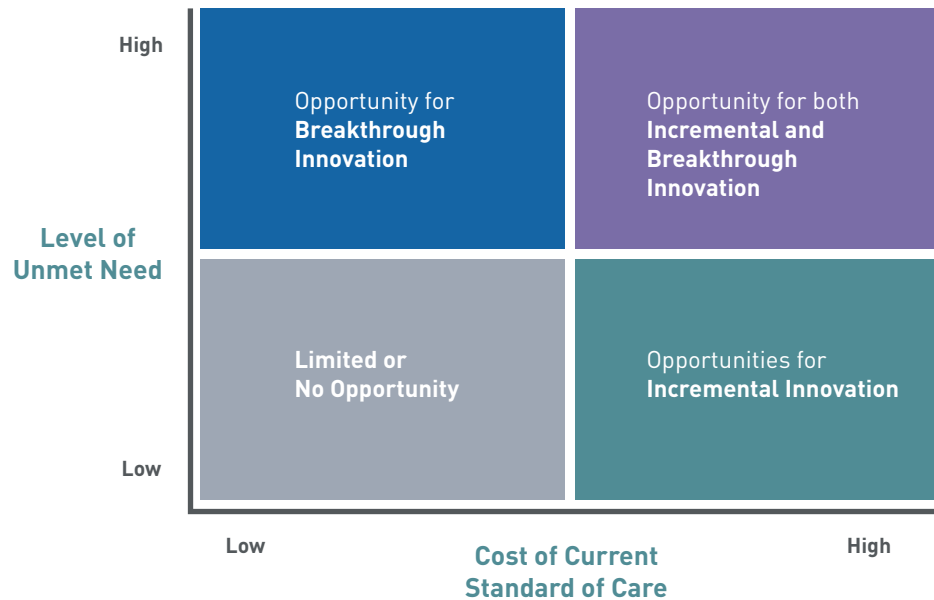 High
Opportunity for
Breakthrough
Innovation
Opportunity for both
Incremental and
Breakthrough
Innovation
Level of
Unmet Need
Limited or
No Opportunity
Opportunities for
Incremental Innovation
Low
Low
Cost of Current
Standard of Care
High